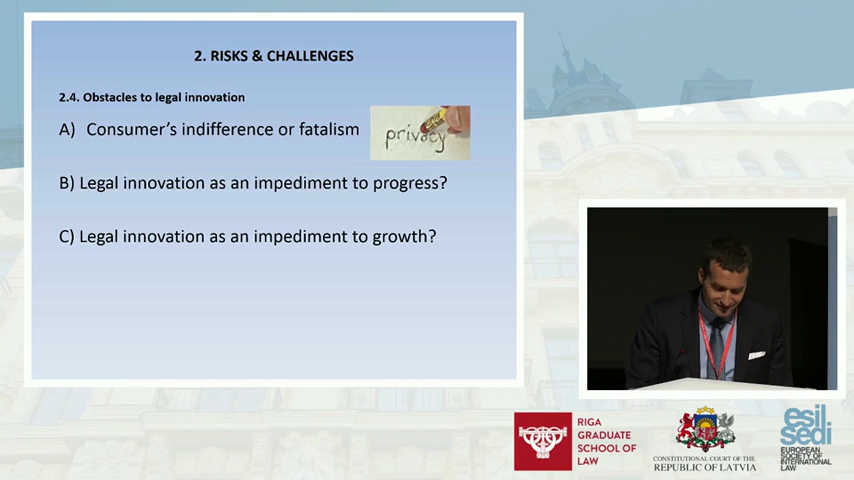 2. RISKS & CHALLENGES
2.4. Obstacles to legal innovation
A) Consumer's indifference or fatalism
privacy
B) Legal innovation as an impediment to progress?
C) Legal innovation as an impediment to growth?
RIGA
GRADUATE
SCHOOL OF
LAW
CONSTITUTIONAL COURT OF THE
REPUBLIC OF LATVIA
esil
sedi
EUROPEAN
SOCIETY OF
INTERNATIONAL
LAW